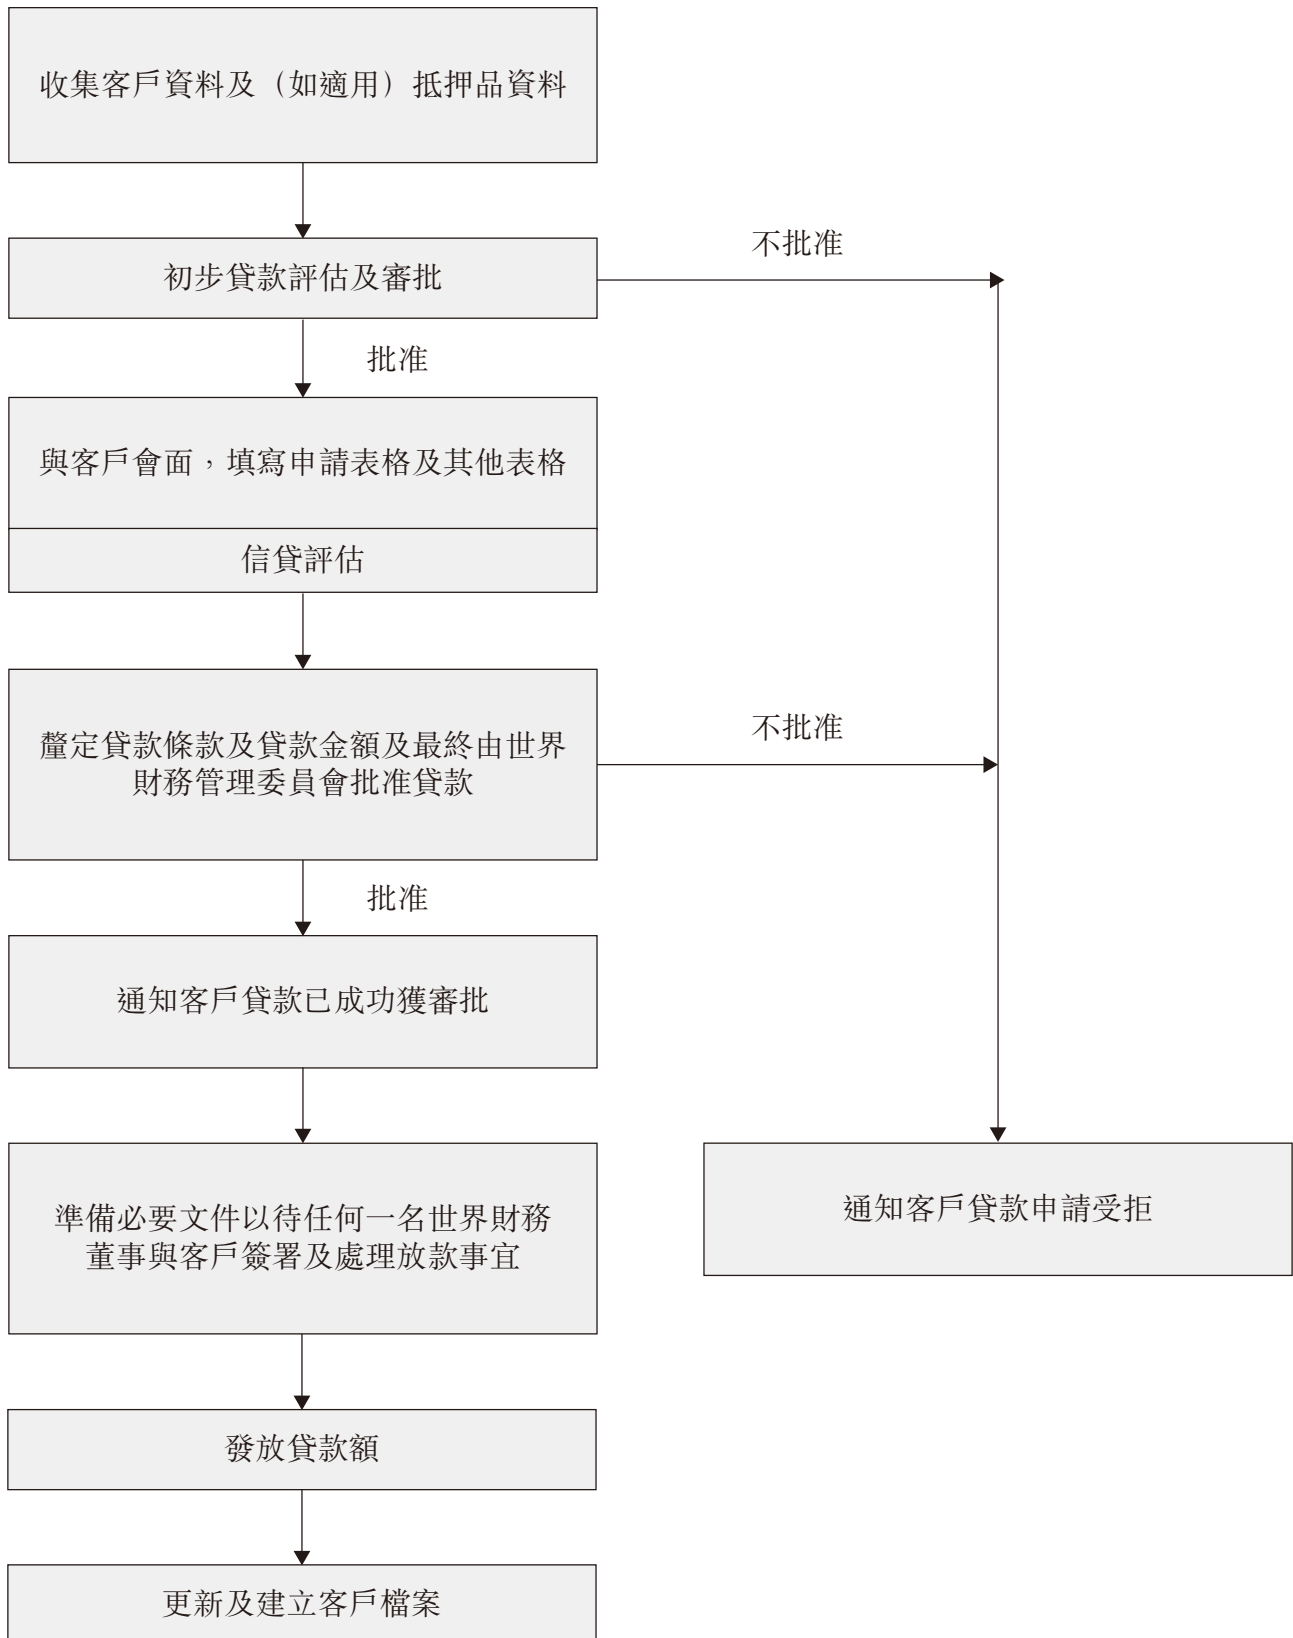 收集客戶資料及（如適用）抵押品資料
初步貸款評估及審批
不批准
批准
與客戶會面，填寫申請表格及其他表格
信貸評估
釐定貸款條款及貸款金額及最終由世界
財務管理委員會批准貸款
不批准
批准
通知客戶貸款已成功獲審批
準備必要文件以待任何一名世界財務
董事與客戶簽署及處理放款事宜
通知客戶貸款申請受拒
發放貸款額
更新及建立客戶檔案